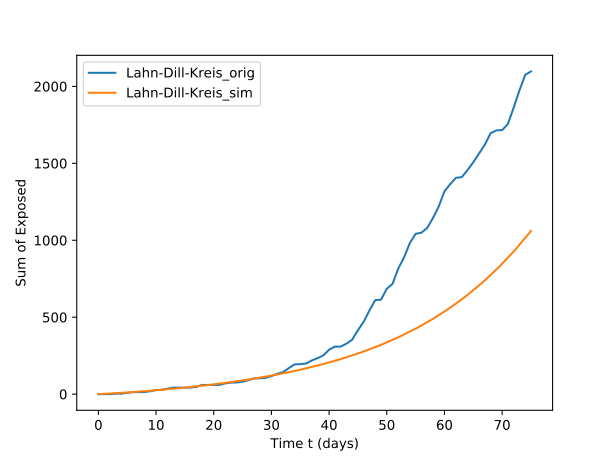 Lahn-Dill-Kreis_orig
Lahn-Dill-Kreis_sim
Sum of Exposed
2000
1500
1000
500
0
0 10 20 30 40 50 60 70
Time t (days)